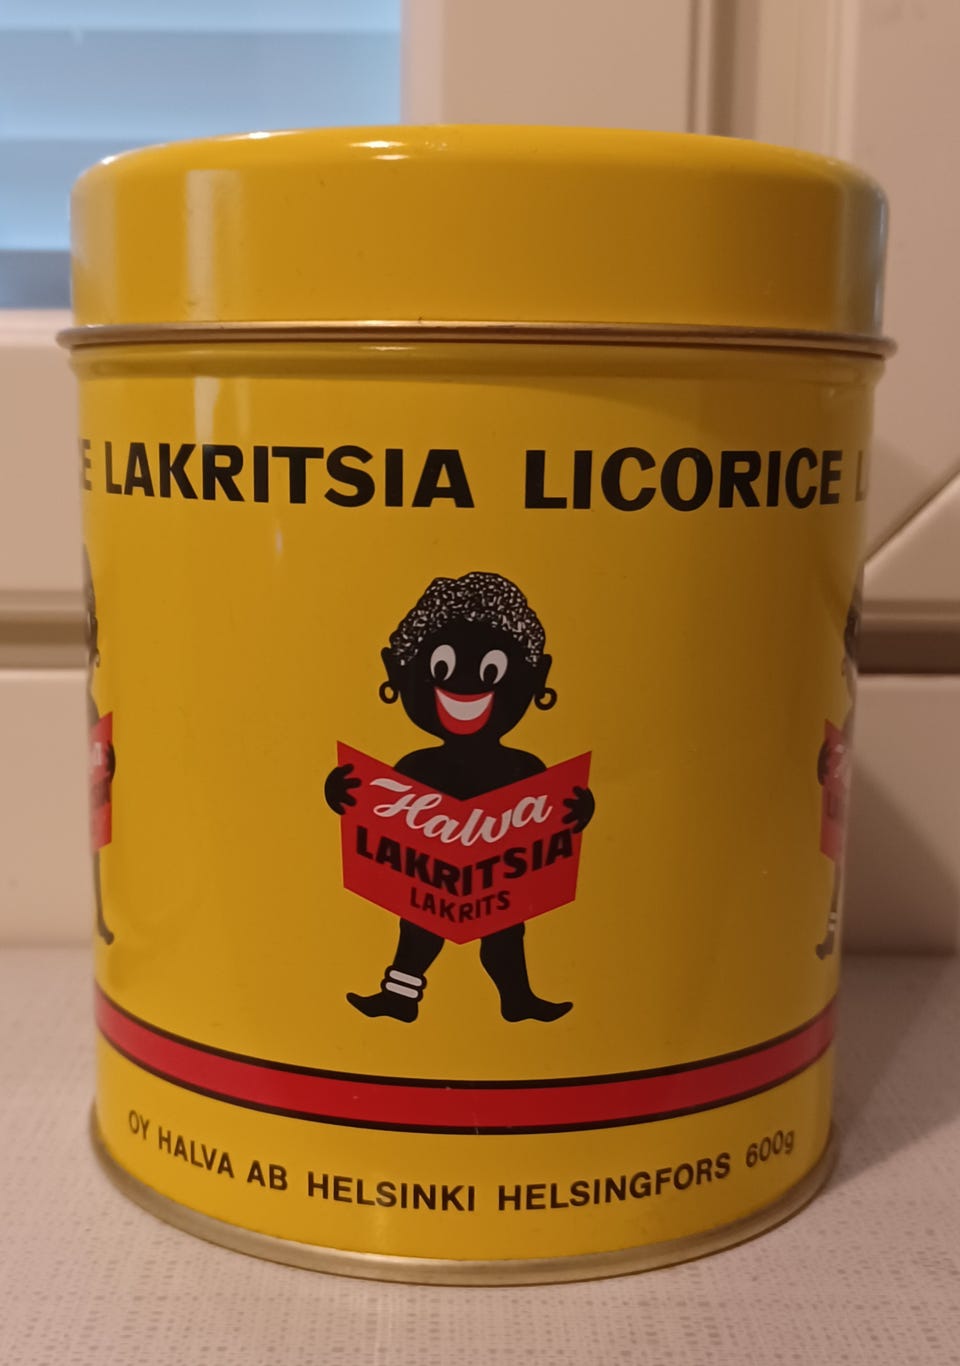 E LAKRITSIA LICORICE L
Halva
LAKRITSIA
LAKRITS
OY HALVA AB HELSINKI HELSINGFORS 600g